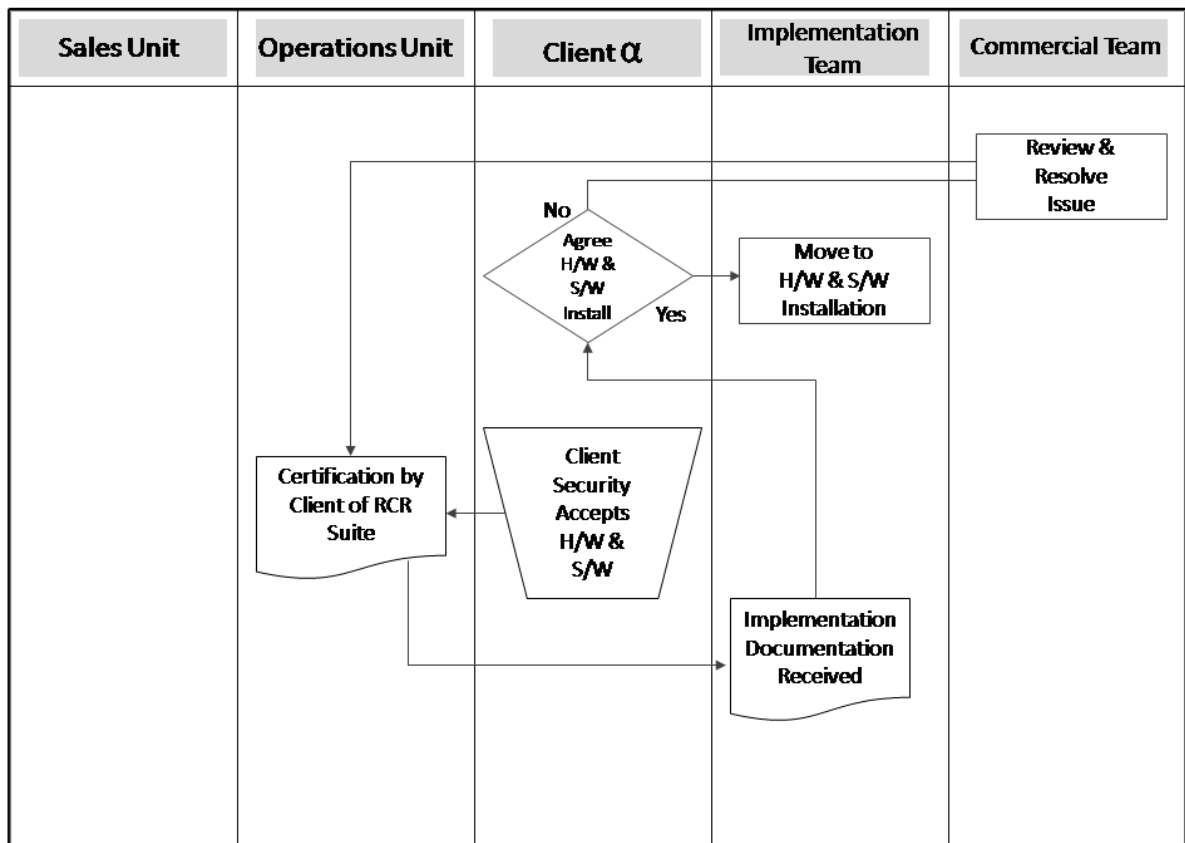 Sales Unit
Operations Unit
Client α
Implementation
Team
Commercial Team
Review &
Resolve
Issue
No
Agree
H/W &
S/W
Install
Yes
Move to
H/W & S/W
Installation
Certification by
Client of RCR
Suite
Client
Security
Accepts
H/W &
S/W
Implementation
Documentation
Received